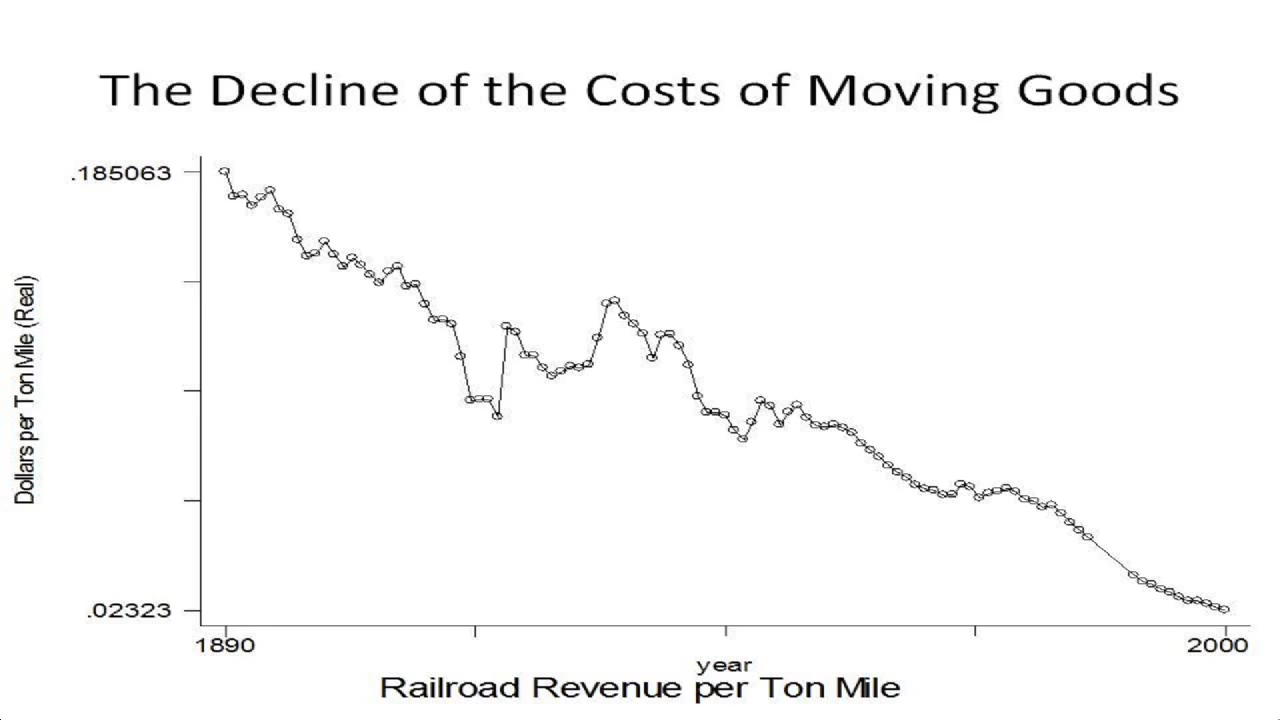 The Decline of the Costs of Moving Goods
.185063
Dollars per Ton Mile (Real)
.02323
1890
2000
year
Railroad Revenue per Ton Mile